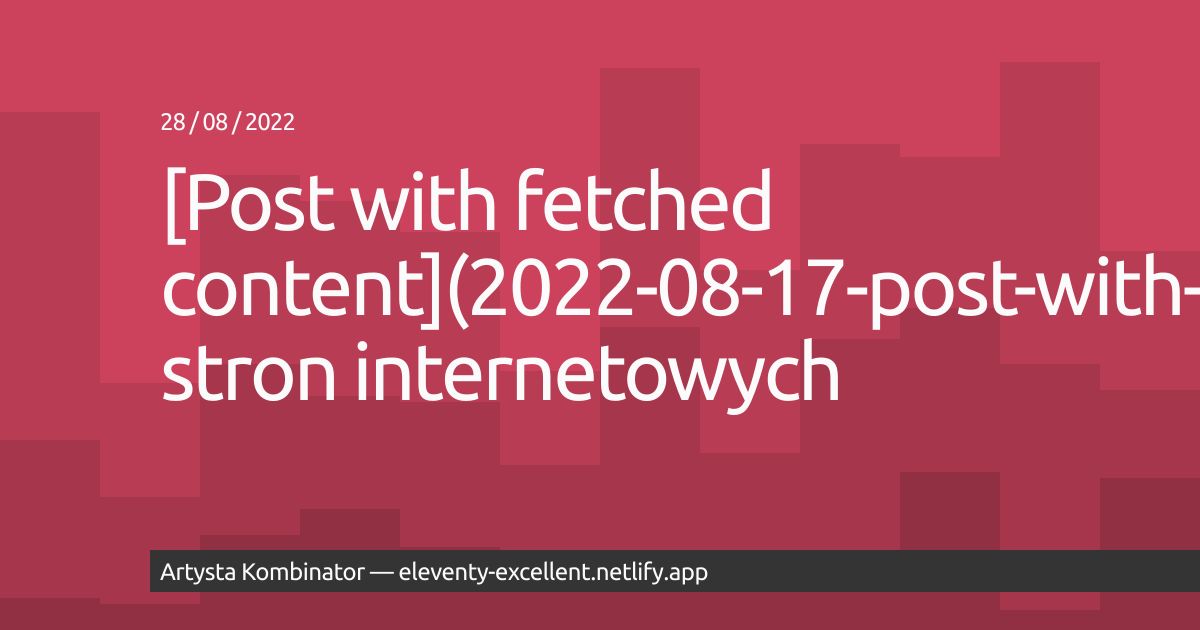 28 / 08 / 2022
[Post with fetched
content](2022-08-17-post-with-
stron internetowych
Artysta Kombinator — eleventy-excellent.netlify.app